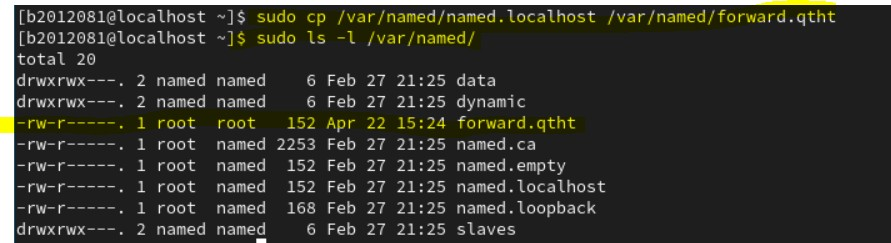 [b2012081@localhost ~]$ sudo cp /var/named/named.localhost /var/named/forward.qtht
[b2012081@localhost ~]$ sudo ls -l /var/named/
total 20
drwxrwx---. 2 named named    6 Feb 27 21:25 data
drwxrwx---. 2 named named    6 Feb 27 21:25 dynamic
-rw-r-----. 1 root  root   152 Apr 22 15:24 forward.qtht
-rw-r-----. 1 root  named 2253 Feb 27 21:25 named.ca
-rw-r-----. 1 root  named  152 Feb 27 21:25 named.empty
-rw-r-----. 1 root  named  152 Feb 27 21:25 named.localhost
-rw-r-----. 1 root  named  168 Feb 27 21:25 named.loopback
drwxrwx---. 2 named named    6 Feb 27 21:25 slaves